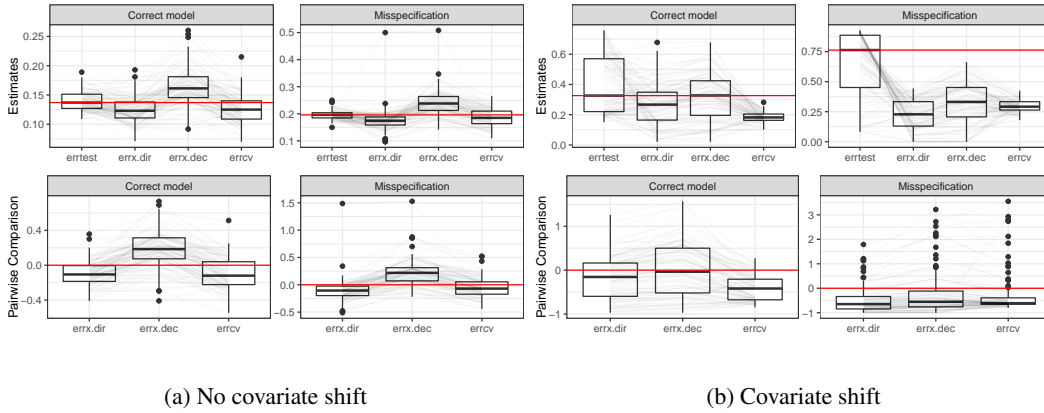 Correct model
Misspecification
Correct model
Misspecification
Estimates
0.25
0.20
0.15
0.10
0.5
0.4
0.3
0.2
0.1
Estimates
0.6
0.4
0.2
0.0
0.75
0.50
0.25
0.00
errtest errx.dir errx.dec errcv
errtest errx.dir errx.dec errcv
errtest errx.dir errx.dec errcv
errtest errx.dir errx.dec errcv
Correct model
Misspecification
Correct model
Misspecification
Pairwise Comparison
0.4
0.0
−0.4
1.5
1.0
0.5
0.0
−0.5
Pairwise Comparison
1
0
−1
3
2
1
0
−1
errx.dir errx.dec errcv
errx.dir errx.dec errcv
errx.dir errx.dec errcv
errx.dir errx.dec errcv
(a) No covariate shift
(b) Covariate shift